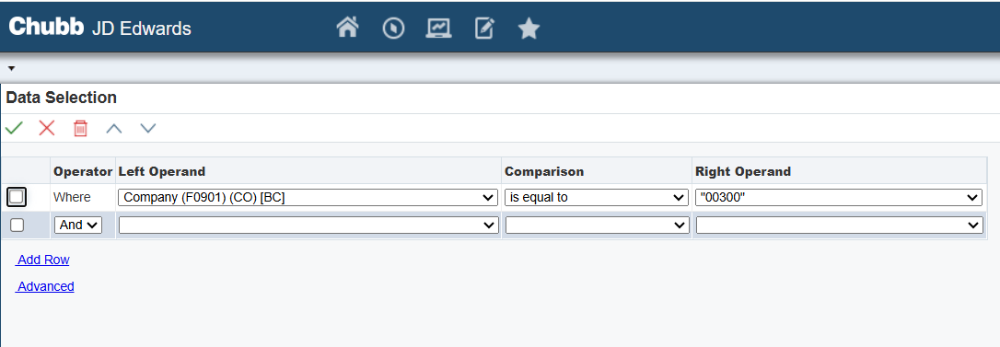 Chubb JD Edwards
Data Selection
Operator Left Operand Comparison Right Operand
Where Company (F0901) (CO) [BC] is equal to "00300"
And
Add Row
Advanced